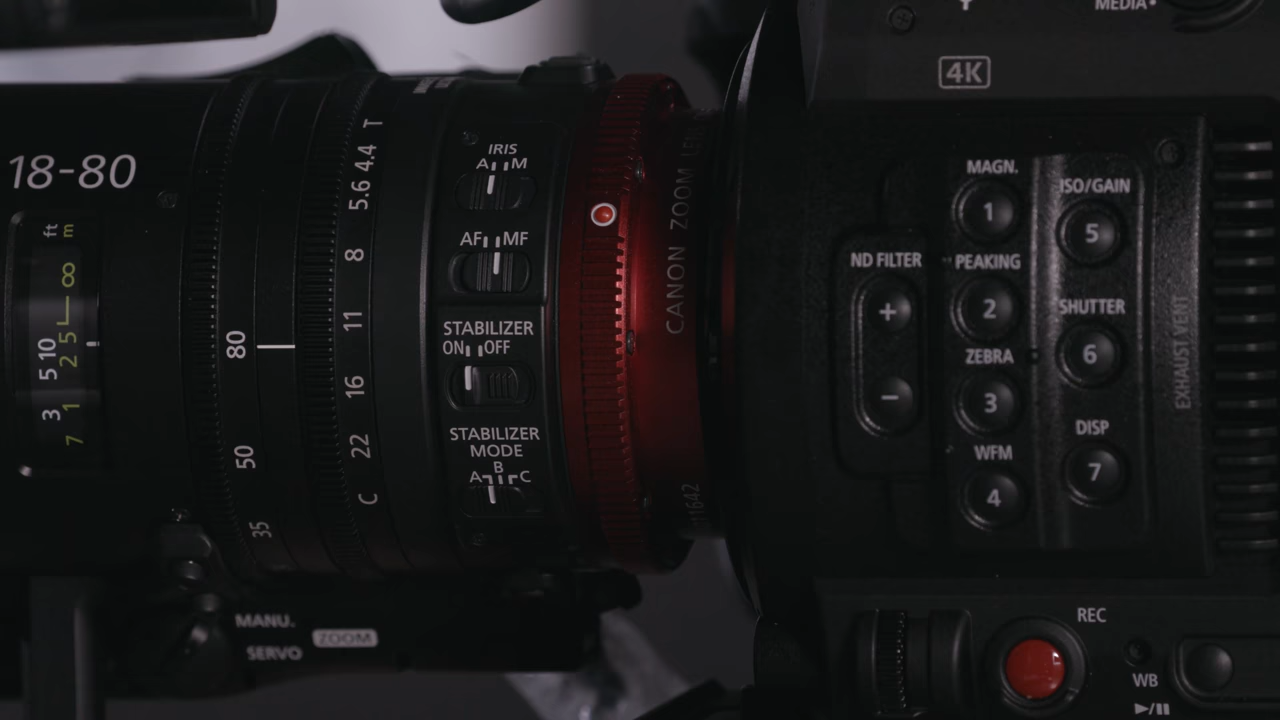 MEDIA
4K
18-80
ft m
∞
10 5
5 2
3 1
7
80
50
35
T
4.4
5.6
8
11
16
22
C
IRIS
A M
AF MF
STABILIZER
ON OFF
STABILIZER
MODE
B
A C
MANU.
ZOOM
SERVO
CANON ZOOM
ND FILTER
+
-
MAGN.
1
PEAKING
2
ZEBRA
3
WFM
4
ISO/GAIN
5
SHUTTER
6
DISP
7
EXHAUST VENT
REC
WB